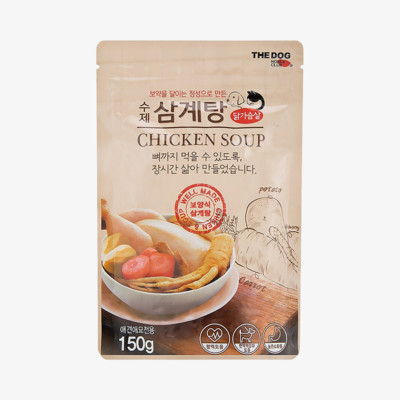 THE DOG
보약을 달이는 정성으로 만든
수제 삼계탕 닭가슴살
CHICKEN SOUP
뼈까지 먹을 수 있도록,
장시간 삶아 만들었습니다.
WELL MADE
보양식
삼계탕
CHICKEN SOUP
potato
carrot
애견애묘전용
150g